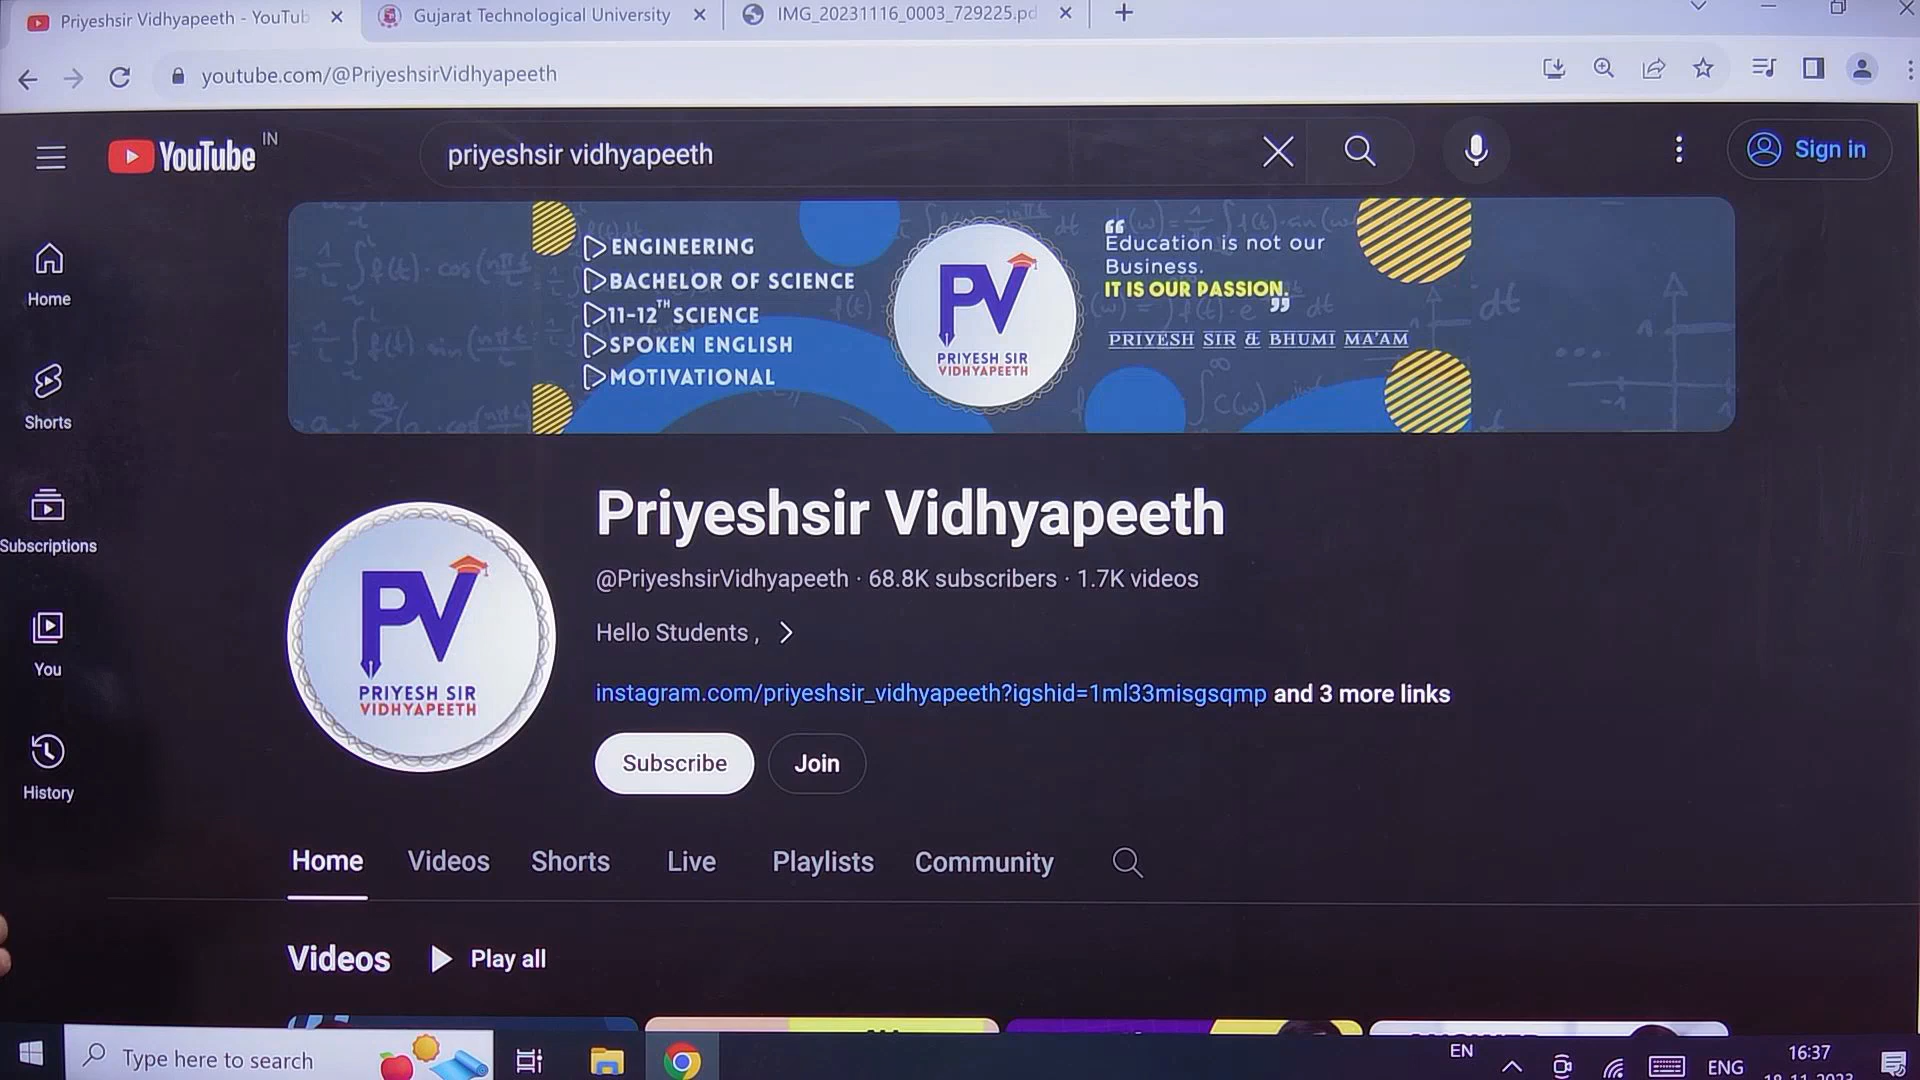 Priyeshsir Vidhyapeeth - YouTub
Gujarat Technological University
IMG_20231116_0003_729225.pd
youtube.com/@PriyeshsirVidhyapeeth
YouTube IN
priyeshsir vidhyapeeth
Sign in
ENGINEERING
BACHELOR OF SCIENCE
11-12TH SCIENCE
SPOKEN ENGLISH
MOTIVATIONAL
PV
PRIYESH SIR
VIDHYAPEETH
“
Education is not our
Business.
IT IS OUR PASSION.
”
PRIYESH SIR & BHUMI MA'AM
Home
Shorts
Subscriptions
You
History
PV
PRIYESH SIR
VIDHYAPEETH
Priyeshsir Vidhyapeeth
@PriyeshsirVidhyapeeth · 68.8K subscribers · 1.7K videos
Hello Students ,
instagram.com/priyeshsir_vidhyapeeth?igshid=1ml33misgsqmp and 3 more links
Subscribe
Join
Home
Videos
Shorts
Live
Playlists
Community
Videos
Play all
Type here to search
EN
ENG
16:37
18-11-2023